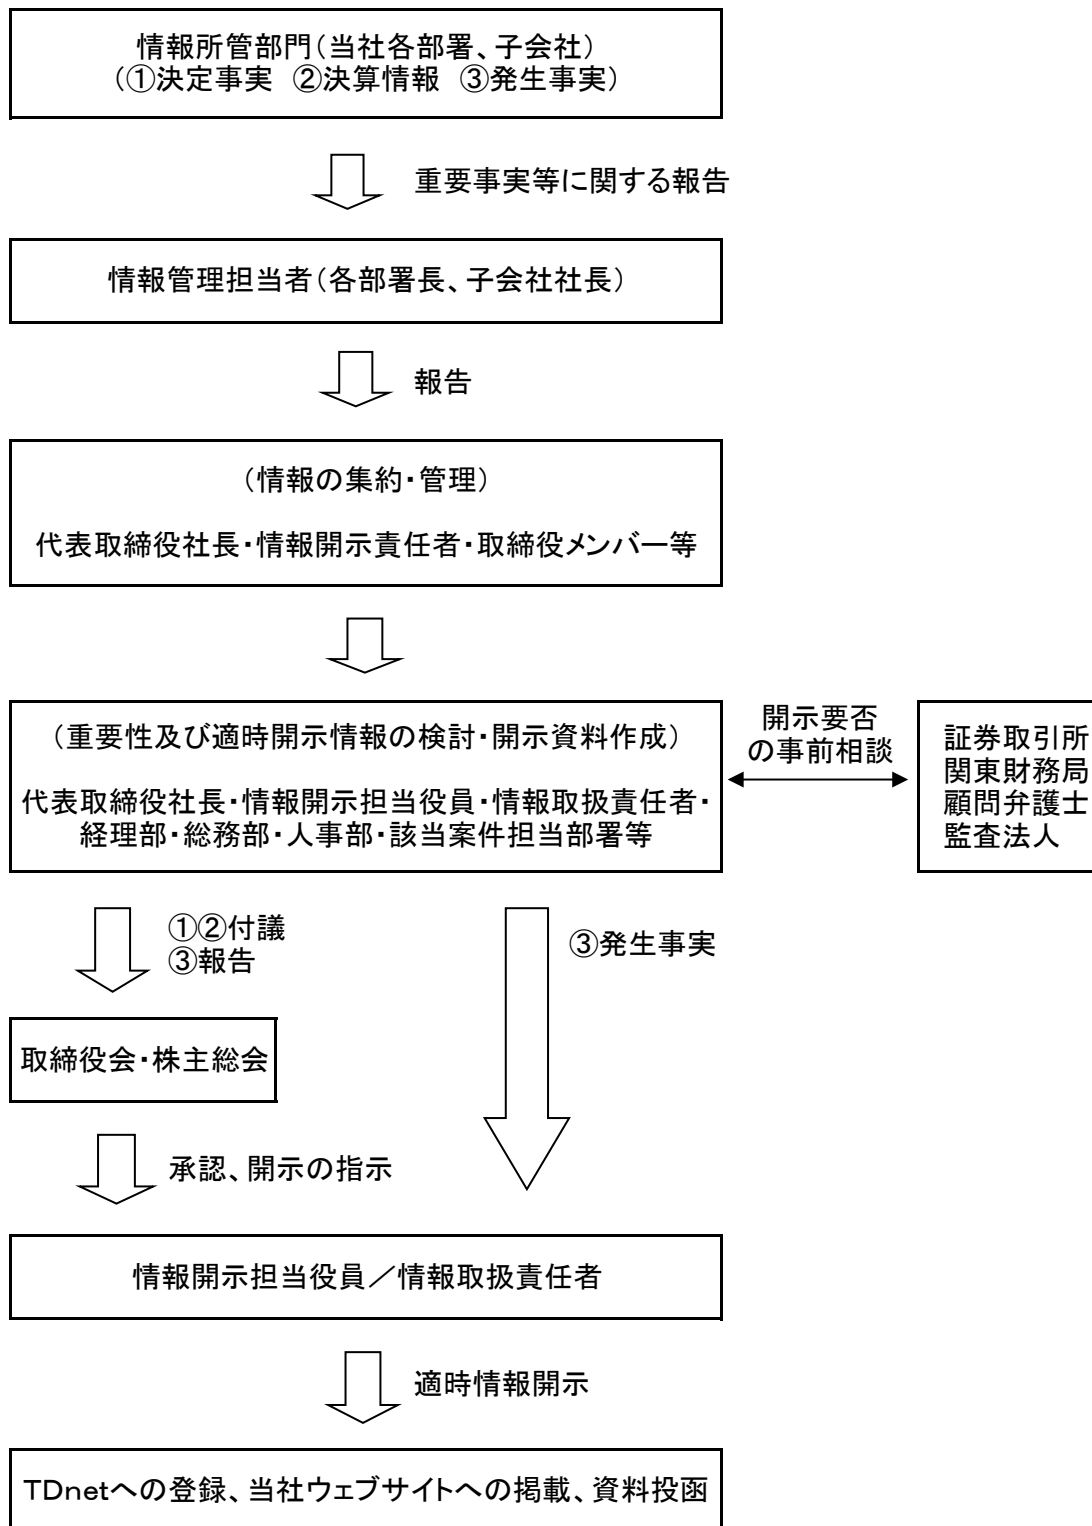 情報所管部門(当社各部署、子会社)
(①決定事実 ②決算情報 ③発生事実)
重要事実等に関する報告
情報管理担当者(各部署長、子会社社長)
報告
(情報の集約・管理)
代表取締役社長・情報開示責任者・取締役メンバー等
(重要性及び適時開示情報の検討・開示資料作成)
代表取締役社長・情報開示担当役員・情報取扱責任者・
経理部・総務部・人事部・該当案件担当部署等
開示要否
の事前相談
証券取引所
関東財務局
顧問弁護士
監査法人
①②付議
③報告
③発生事実
取締役会・株主総会
承認、開示の指示
情報開示担当役員/情報取扱責任者
適時情報開示
TDnetへの登録、当社ウェブサイトへの掲載、資料投函